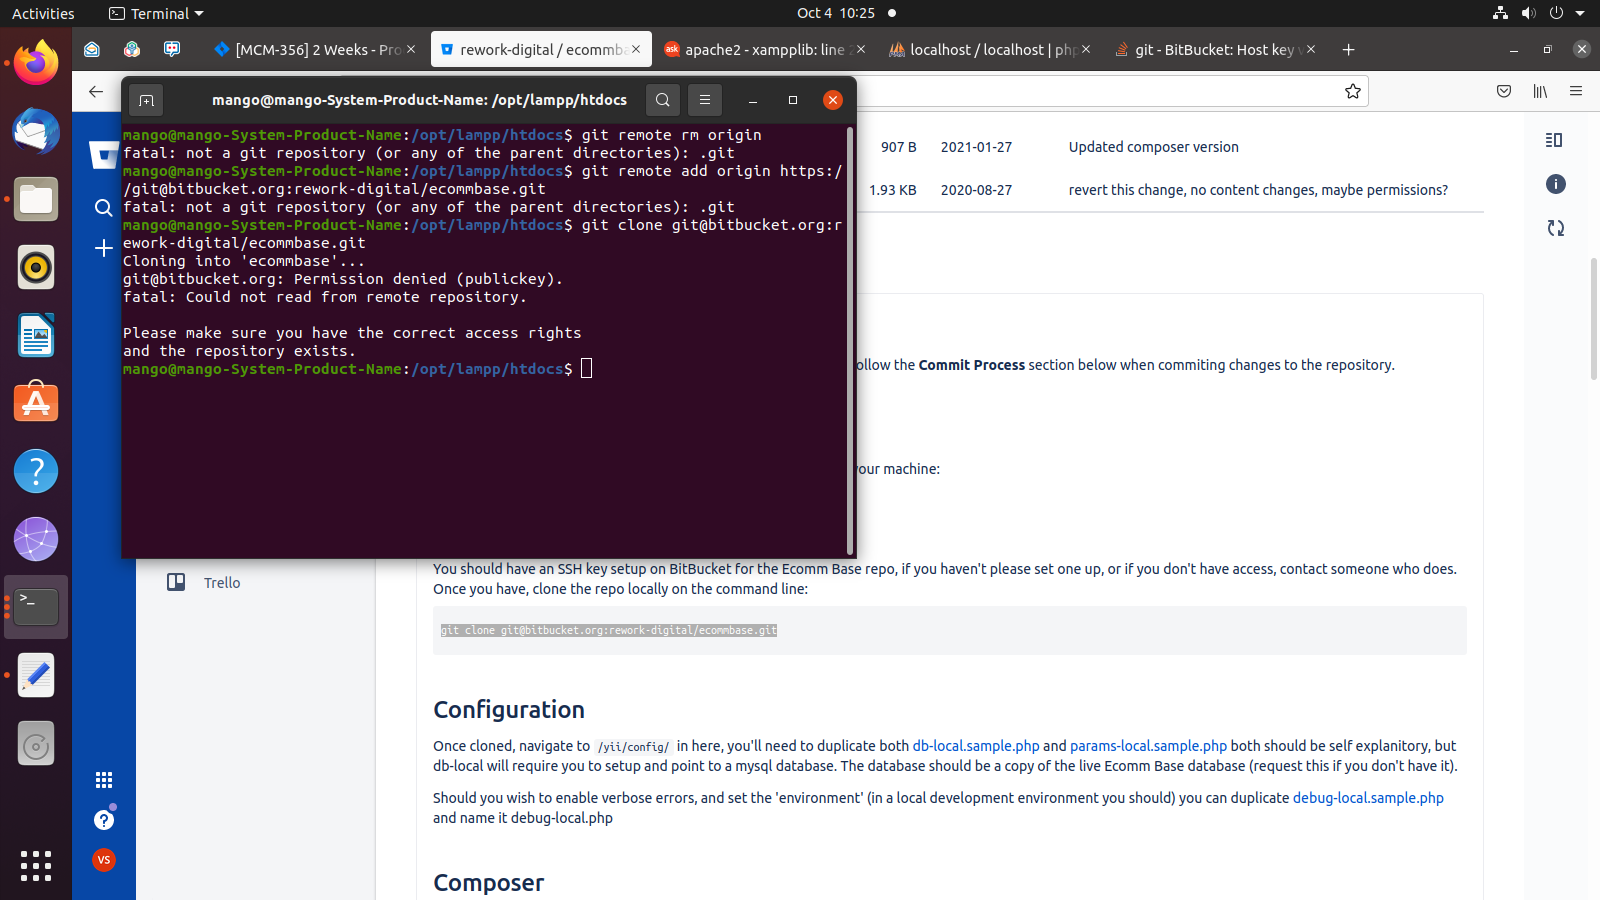 Activities
Terminal
Oct 4 10:25
[MCM-356] 2 Weeks - Pro
rework-digital / ecommba
ask
apache2 - xampplib: line 2
localhost / localhost | php
git - BitBucket: Host key v
mango@mango-System-Product-Name: /opt/lampp/htdocs
mango@mango-System-Product-Name:/opt/lampp/htdocs$ git remote rm origin
fatal: not a git repository (or any of the parent directories): .git
mango@mango-System-Product-Name:/opt/lampp/htdocs$ git remote add origin https:/
/git@bitbucket.org:rework-digital/ecommbase.git
fatal: not a git repository (or any of the parent directories): .git
mango@mango-System-Product-Name:/opt/lampp/htdocs$ git clone git@bitbucket.org:r
ework-digital/ecommbase.git
Cloning into 'ecommbase'...
git@bitbucket.org: Permission denied (publickey).
fatal: Could not read from remote repository.
Please make sure you have the correct access rights
and the repository exists.
mango@mango-System-Product-Name:/opt/lampp/htdocs$
907 B 2021-01-27 Updated composer version
1.93 KB 2020-08-27 revert this change, no content changes, maybe permissions?
ollow the Commit Process section below when commiting changes to the repository.
our machine:
Trello
You should have an SSH key setup on BitBucket for the Ecomm Base repo, if you haven't please set one up, or if you don't have access, contact someone who does.
Once you have, clone the repo locally on the command line:
git clone git@bitbucket.org:rework-digital/ecommbase.git
Configuration
Once cloned, navigate to /yii/config/ in here, you'll need to duplicate both db-local.sample.php and params-local.sample.php both should be self explanitory, but
db-local will require you to setup and point to a mysql database. The database should be a copy of the live Ecomm Base database (request this if you don't have it).
Should you wish to enable verbose errors, and set the 'environment' (in a local development environment you should) you can duplicate debug-local.sample.php
and name it debug-local.php
VS
Composer